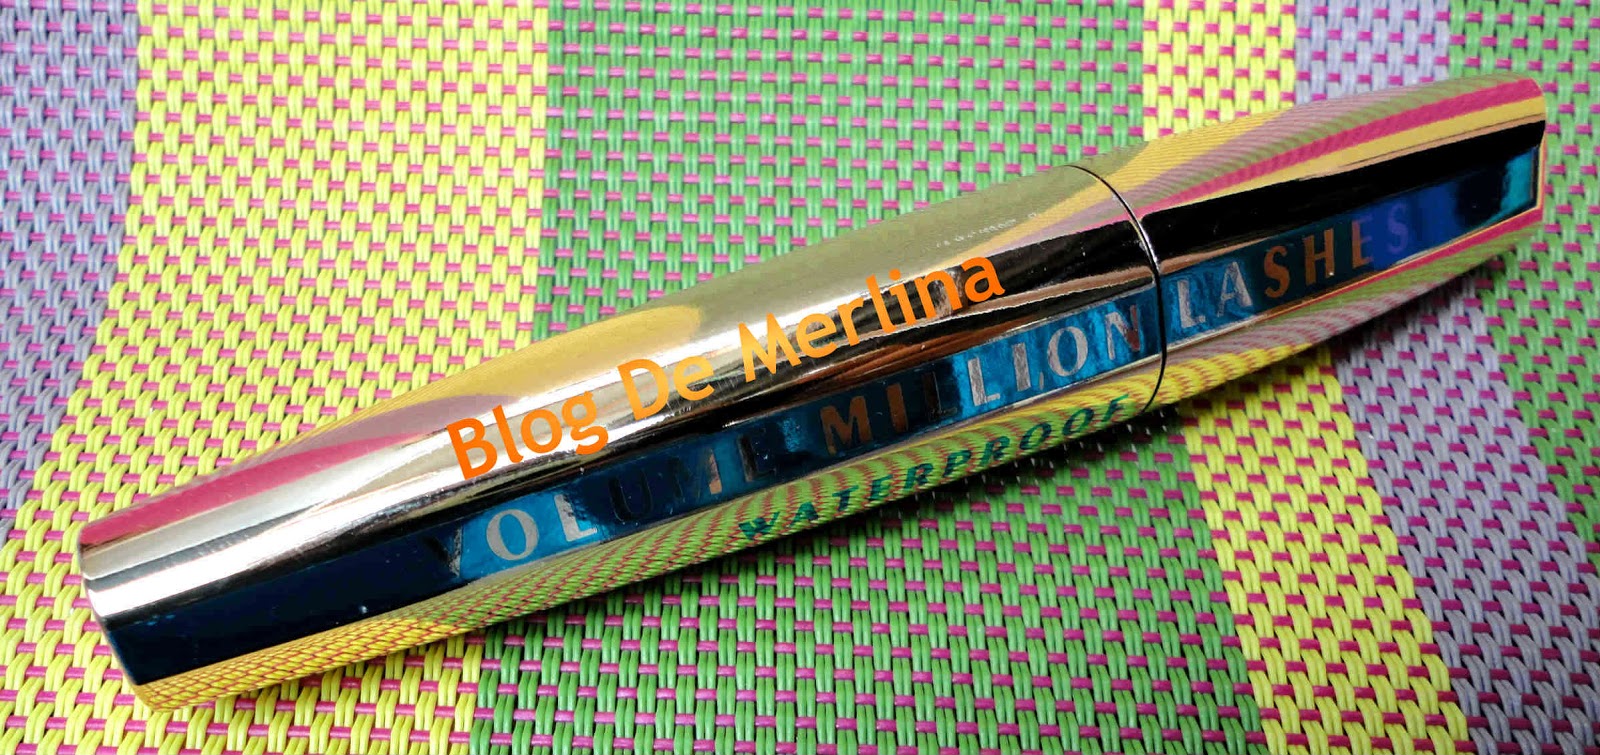 Blog De Merlina
VOLUME MILLION LASHES
WATERPROOF